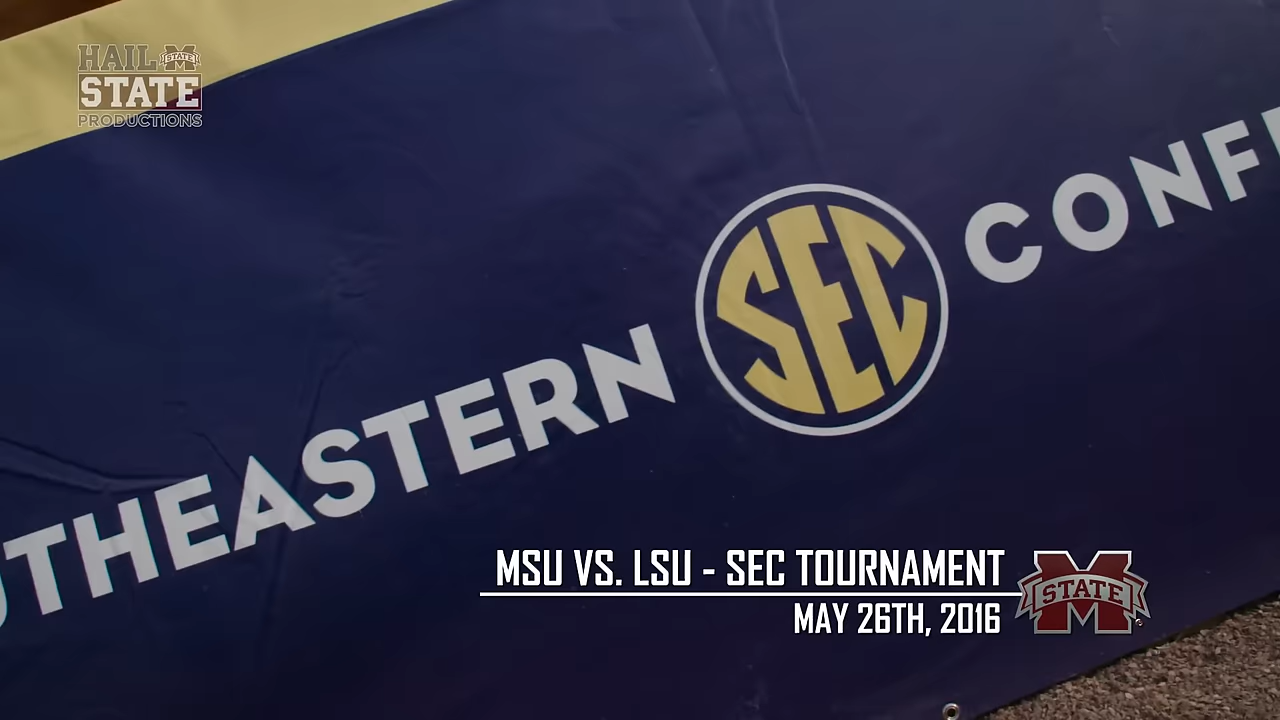 HAIL STATE
STATE
PRODUCTIONS
UTHEASTERN SEC CONF
MSU VS. LSU - SEC TOURNAMENT
MAY 26TH, 2016
STATE